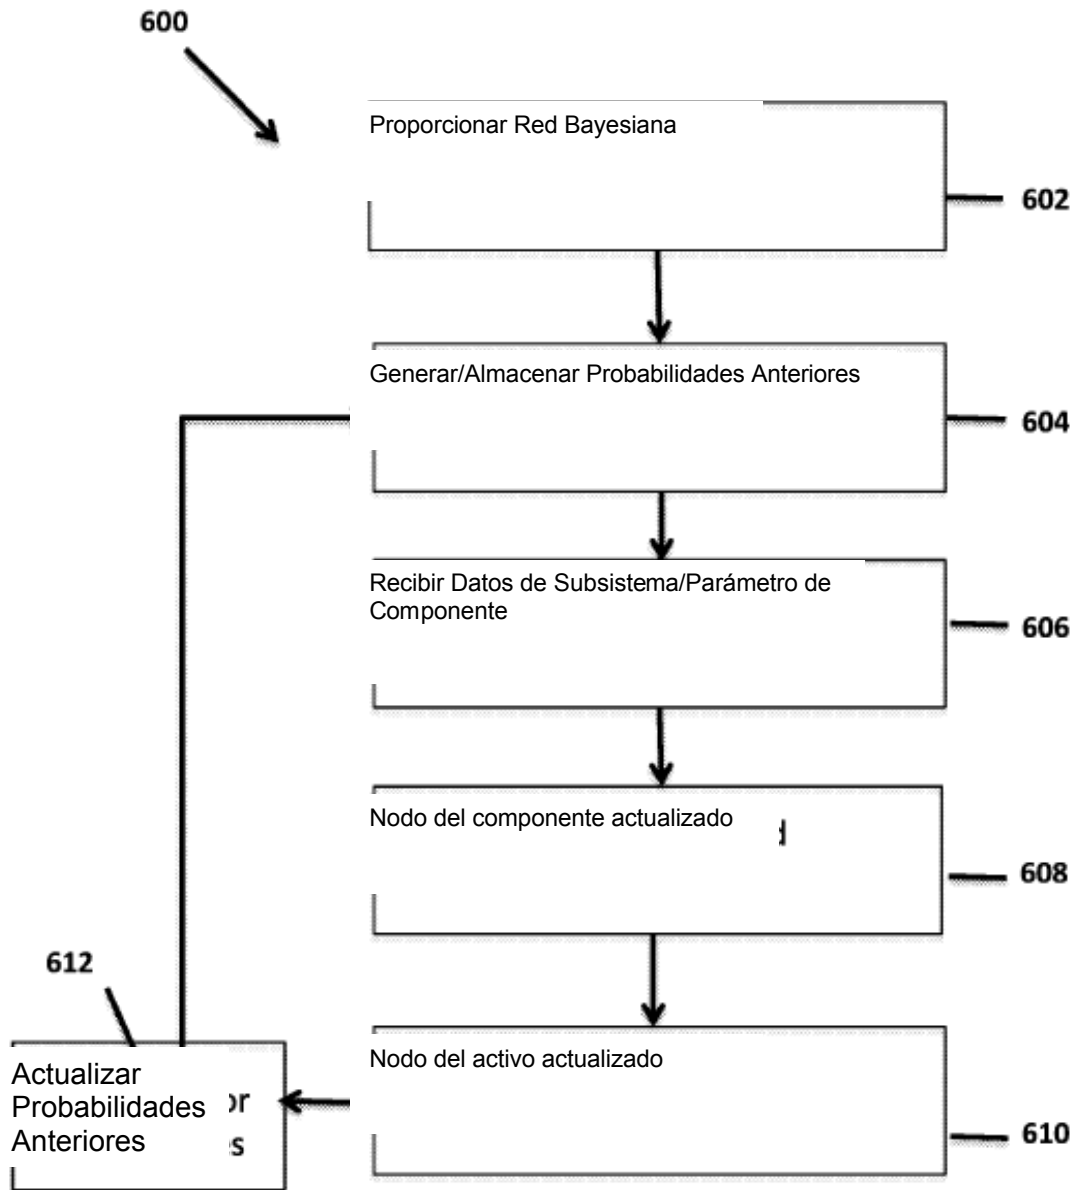 600
Proporcionar Red Bayesiana
602
Generar/Almacenar Probabilidades Anteriores
604
Recibir Datos de Subsistema/Parámetro de
Componente
606
Nodo del componente actualizado
608
612
Nodo del activo actualizado
Actualizar
Probabilidades
Anteriores
610